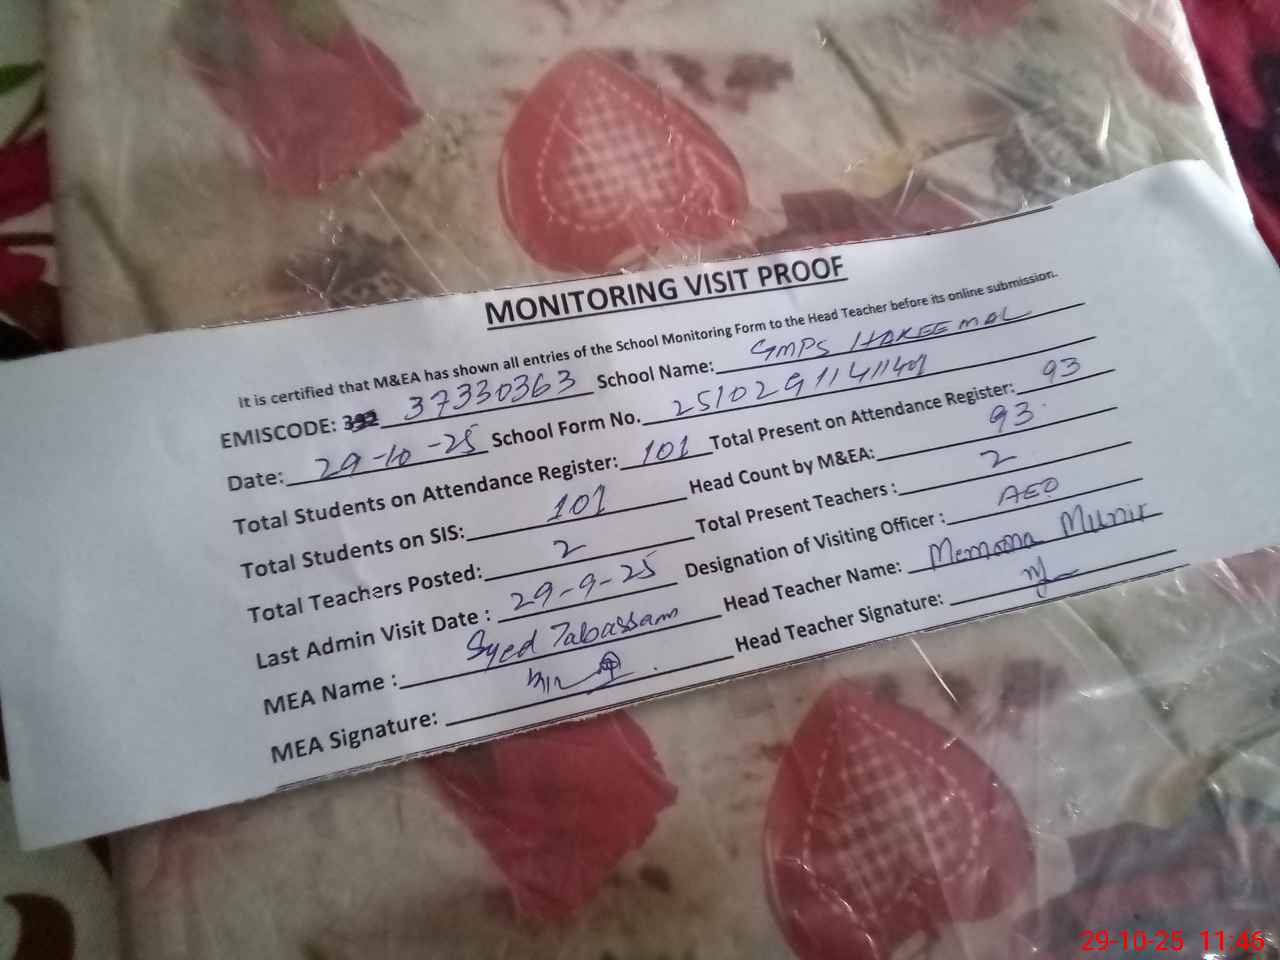 MONITORING VISIT PROOF
It is certified that M&EA has shown all entries of the School Monitoring Form to the Head Teacher before its online submission.
EMISCODE: 37330363 School Name: GMPS HAKEEMAL
Date: 29-10-25 School Form No. 2510291141140
Total Students on Attendance Register: 101 Total Present on Attendance Register: 93
Total Students on SIS: 101 Head Count by M&EA: 93
Total Teachers Posted: 2 Total Present Teachers : 2
Last Admin Visit Date : 29-9-25 Designation of Visiting Officer : AEO
MEA Name : Syed Tabassam Head Teacher Name: Memoona Munir
MEA Signature: Head Teacher Signature:
29-10-25 11:46